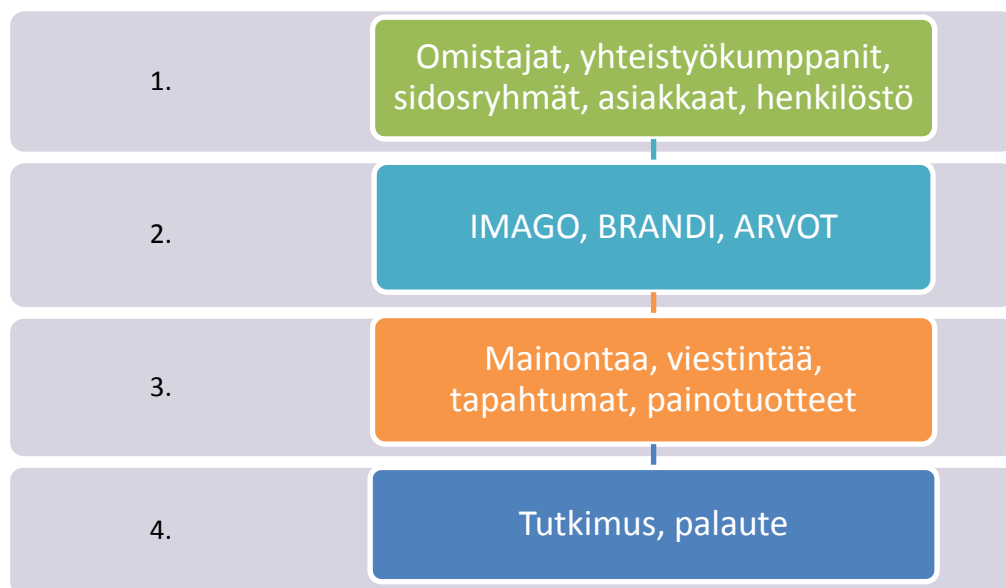 1.
Omistajat, yhteistyökumppanit,
sidosryhmät, asiakkaat, henkilöstö
2.
IMAGO, BRANDI, ARVOT
3.
Mainontaa, viestintää,
tapahtumat, painotuotteet
4.
Tutkimus, palaute